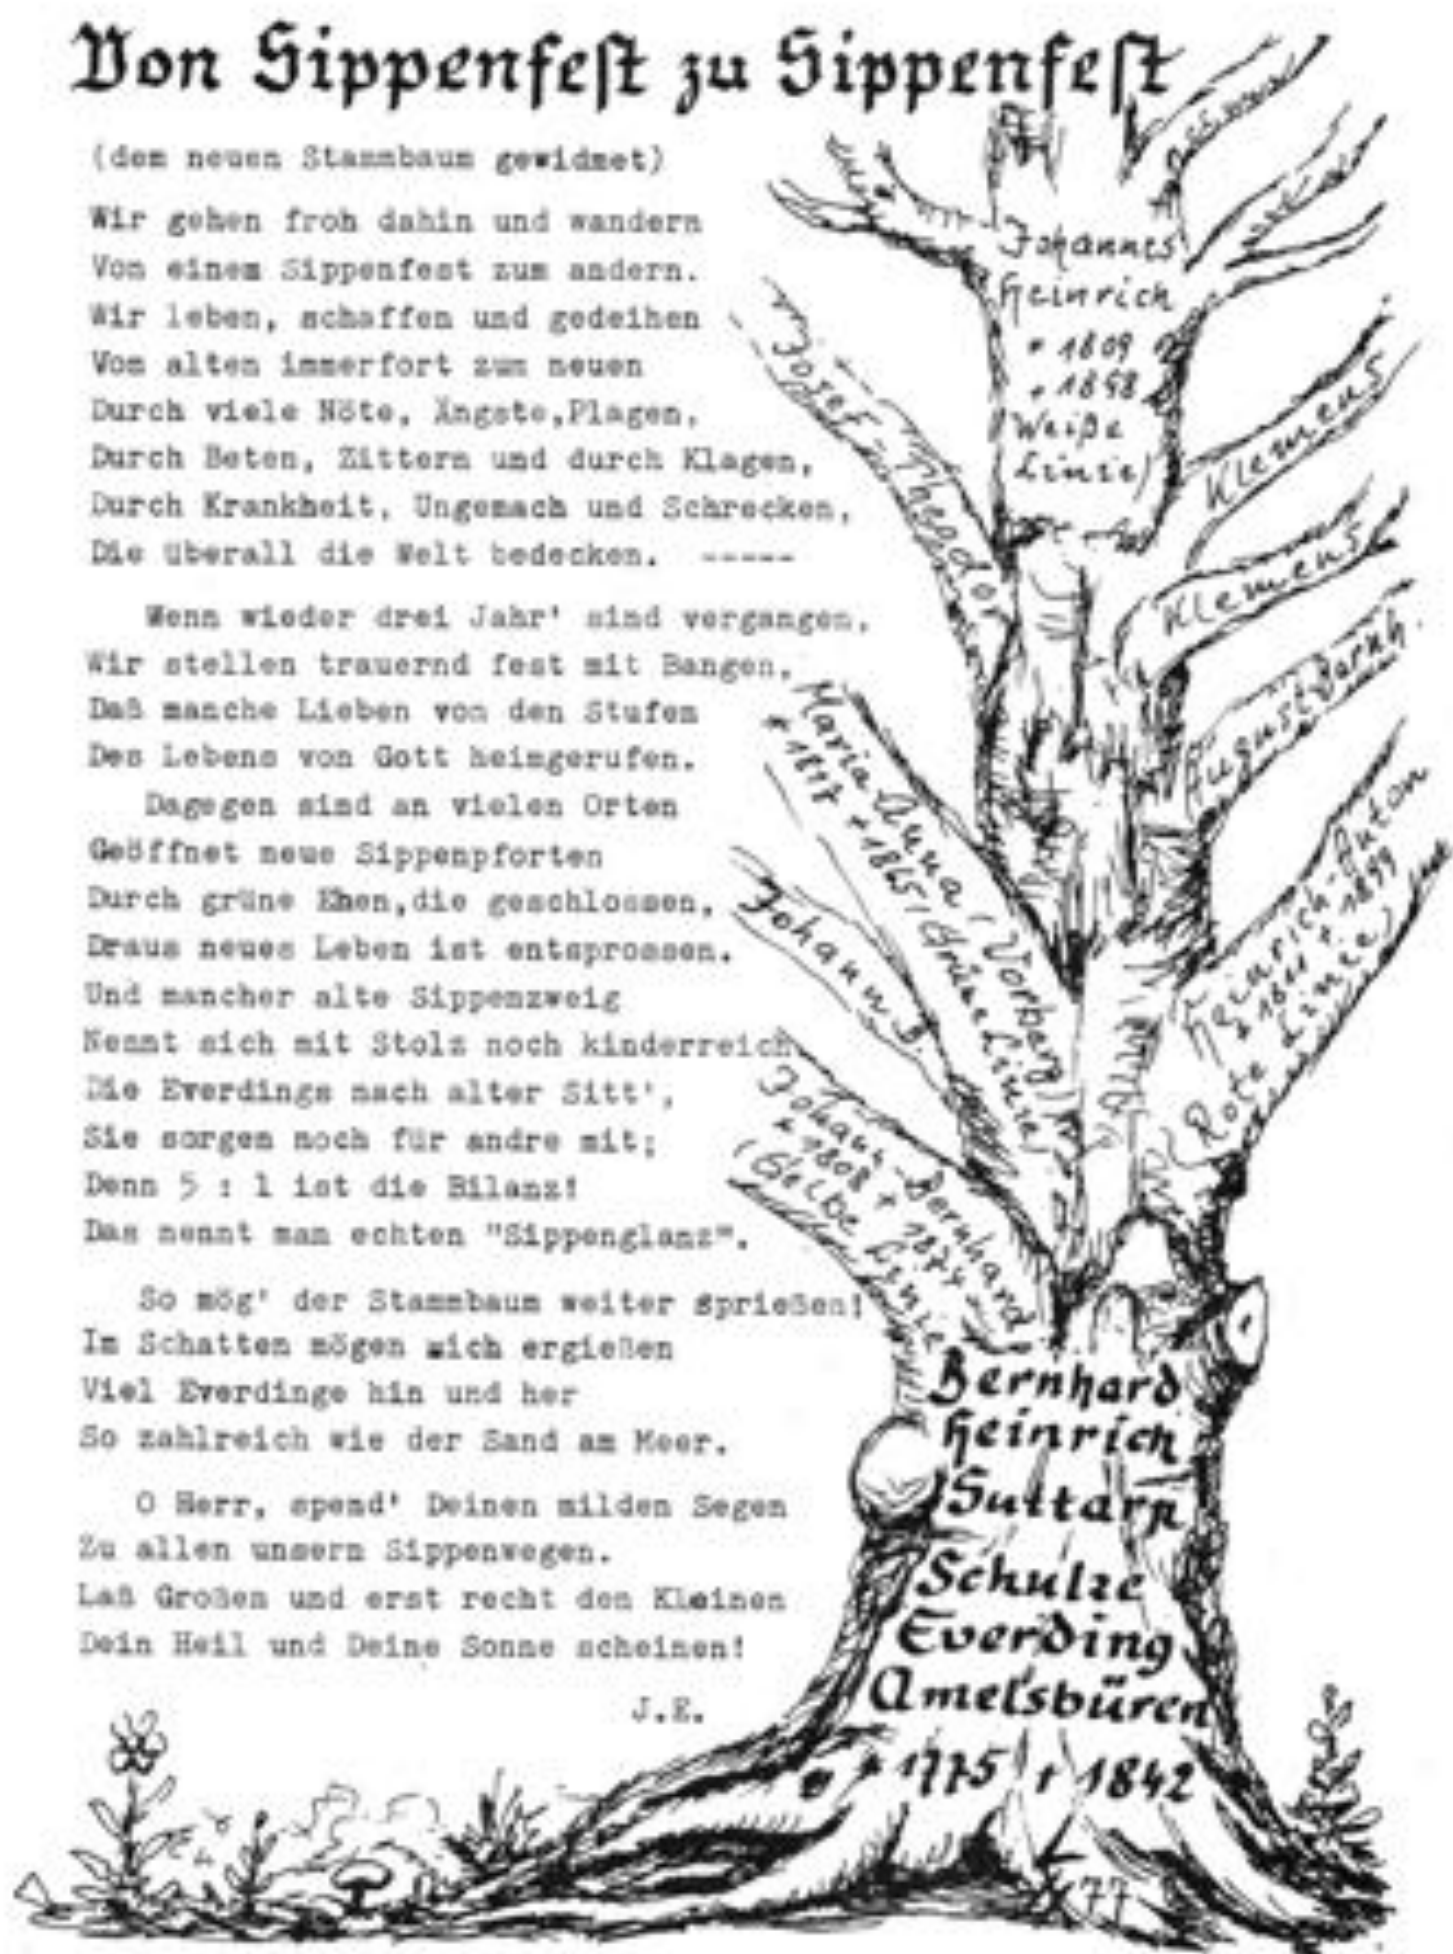 Von Sippenfest zu Sippenfest
(dem neuen Stammbaum gewidmet)
Wir gehen froh dahin und wandern
Von einem Sippenfest zum andern.
Wir leben, schaffen und gedeihen
Vom alten immerfort zum neuen
Durch viele Nöte, Ängste,Plagen,
Durch Beten, Zittern und durch Klagen,
Durch Krankheit, Ungemach und Schrecken,
Die überall die Welt bedecken. -----
Wenn wieder drei Jahr' sind vergangen,
Wir stellen trauernd fest mit Bangen,
Daß manche Lieben von den Stufen
Des Lebens von Gott heimgerufen.
Dagegen sind an vielen Orten
Geöffnet neue Sippenpforten
Durch grüne Ehen,die geschlossen,
Draus neues Leben ist entsprossen.
Und mancher alte Sippenzweig
Nennt sich mit Stolz noch kinderreich.
Die Everdings nach alter Sitt',
Sie sorgen noch für andre mit;
Denn 5 : 1 ist die Bilanz!
Das nennt man echten "Sippenglanz".
So mög' der Stammbaum weiter sprießen!
Im Schatten mögen sich ergießen
Viel Everdinge hin und her
So zahlreich wie der Sand am Meer.
O Herr, spend' Deinen milden Segen
Zu allen unsern Sippenwegen.
Laß Großen und erst recht den Kleinen
Dein Heil und Deine Sonne scheinen!
J.E.
Johannes
Heinrich
* 1809
+ 1898
Weiße
Linie)
Josef-Theodor
Klemens
Klemens
August Bernh.
Maria Anna (Vorberg)
* 1817 + 1865 (Grüne Linie)
Johann B.
Heinrich-Anton
* 1811 + 1899
Rote Linie)
Johann-Bernhard
* 1808 + 1874
(Gelbe Linie
Bernhard
Heinrich
Suttarp
Schulze
Everding
Amelsbüren
* 1775 + 1842
77